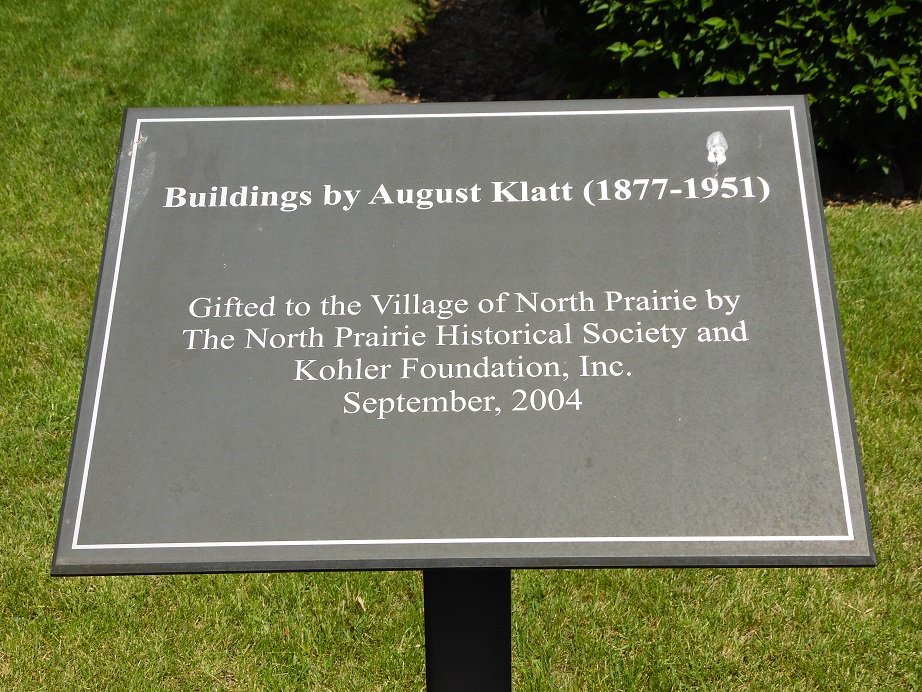 Buildings by August Klatt (1877-1951)
Gifted to the Village of North Prairie by
The North Prairie Historical Society and
Kohler Foundation, Inc.
September, 2004